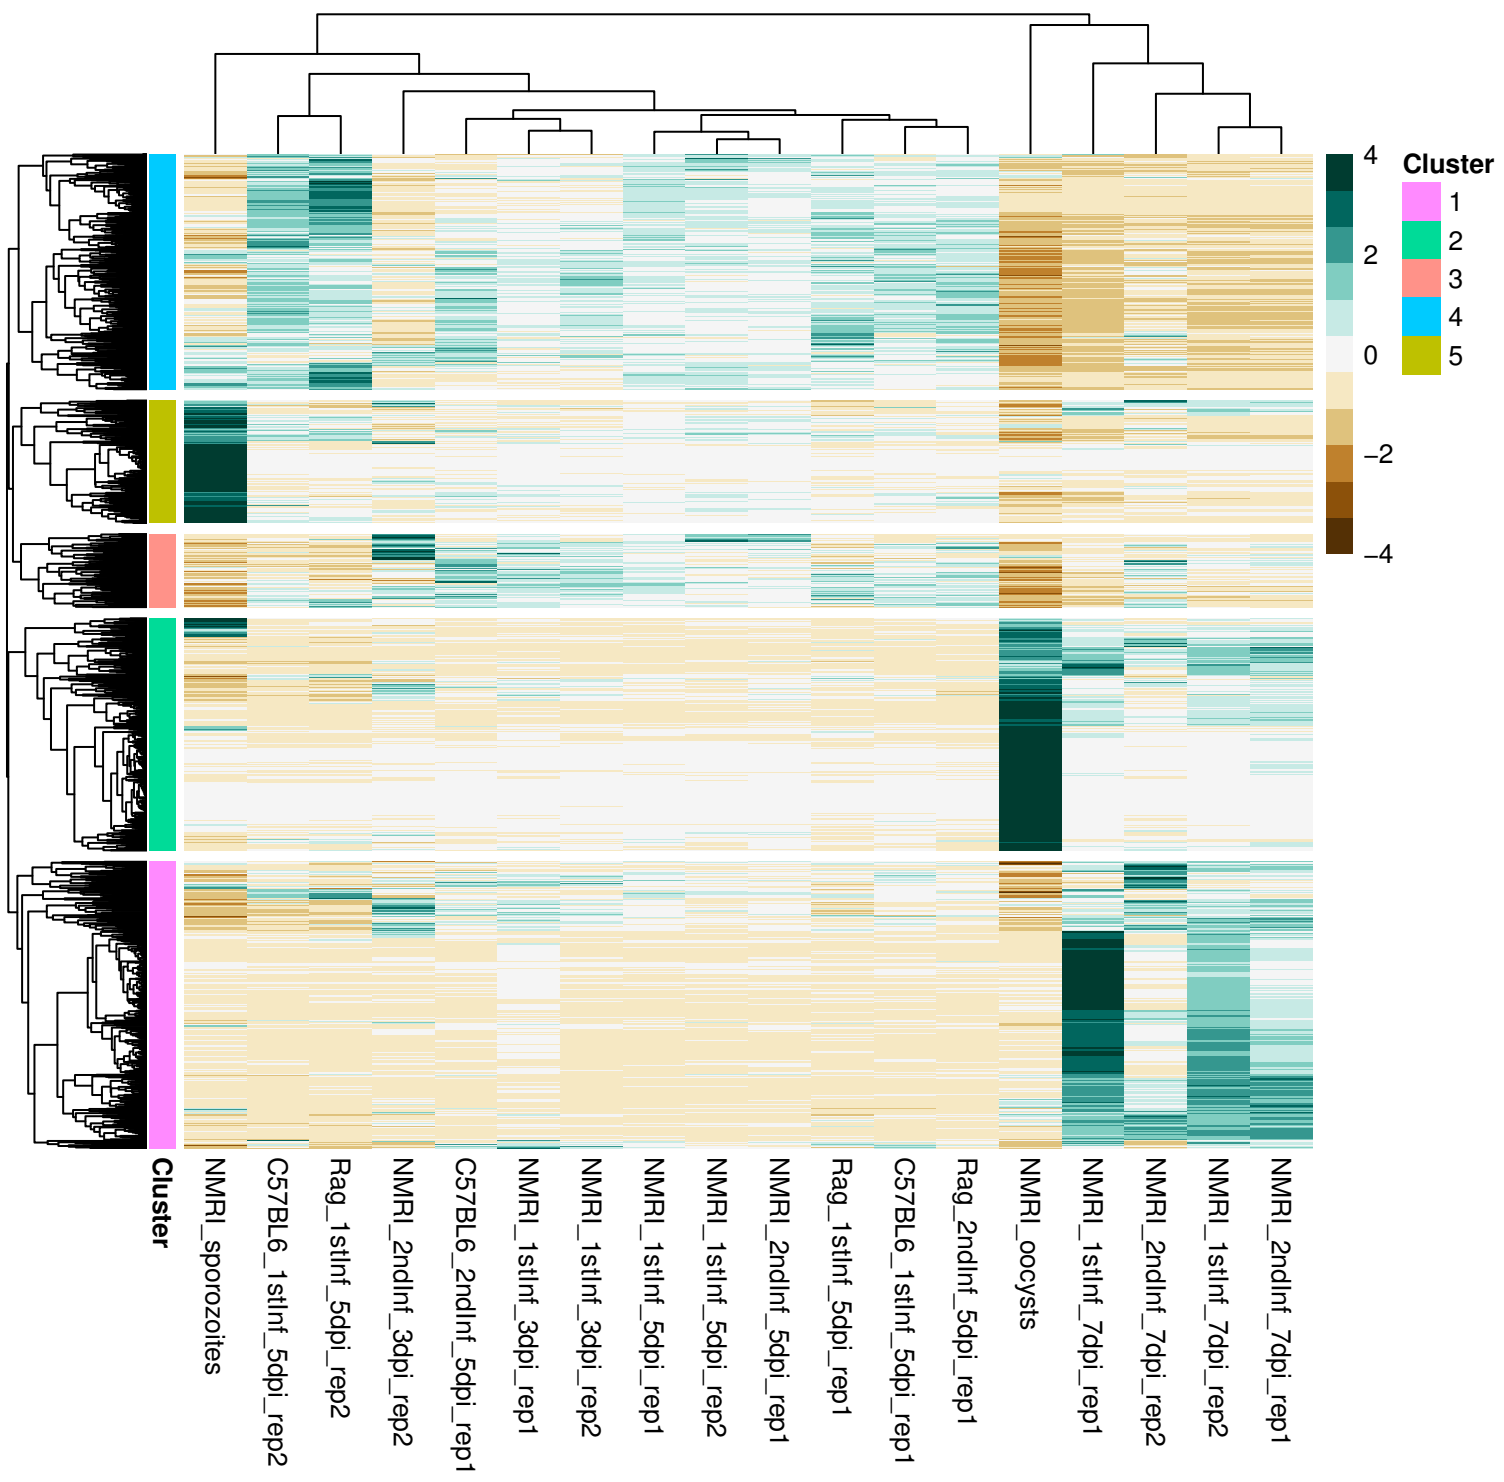 4
2
0
−2
−4
Cluster
1
2
3
4
5
Cluster
NMRI_sporozoites
C57BL6_1stInf_5dpi_rep2
Rag_1stInf_5dpi_rep2
NMRI_2ndInf_3dpi_rep2
C57BL6_2ndInf_5dpi_rep1
NMRI_1stInf_3dpi_rep1
NMRI_1stInf_3dpi_rep2
NMRI_1stInf_5dpi_rep1
NMRI_1stInf_5dpi_rep2
NMRI_2ndInf_5dpi_rep1
Rag_1stInf_5dpi_rep1
C57BL6_1stInf_5dpi_rep1
Rag_2ndInf_5dpi_rep1
NMRI_oocysts
NMRI_1stInf_7dpi_rep1
NMRI_2ndInf_7dpi_rep2
NMRI_1stInf_7dpi_rep2
NMRI_2ndInf_7dpi_rep1